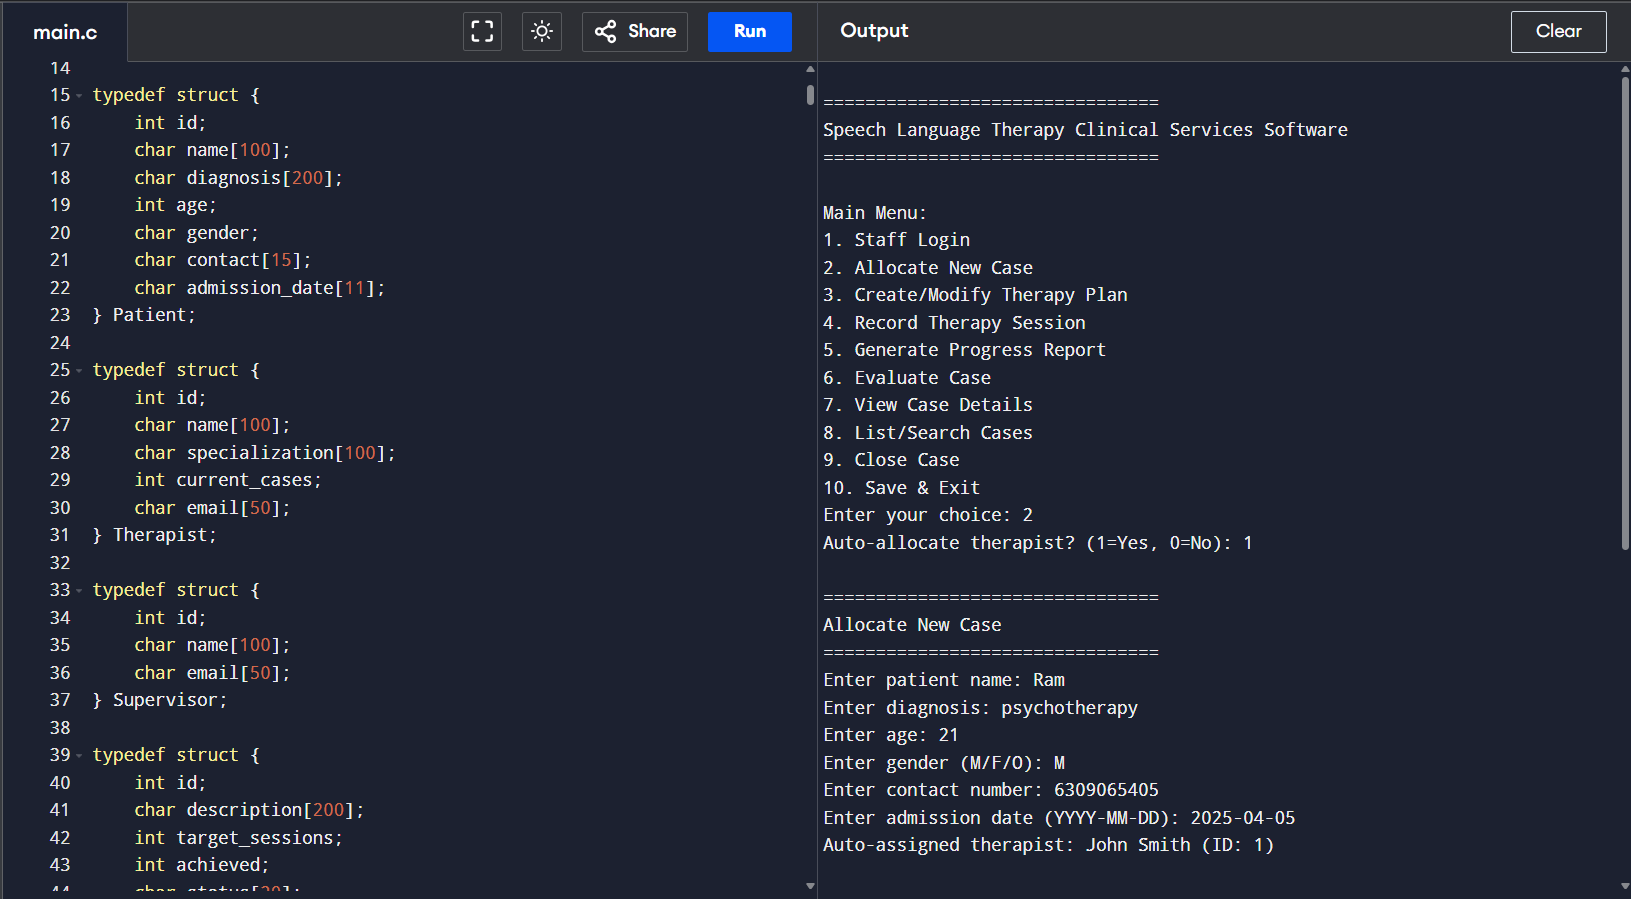 main.c
Share
Run
Output
Clear
14
15 typedef struct {
16     int id;
17     char name[100];
18     char diagnosis[200];
19     int age;
20     char gender;
21     char contact[15];
22     char admission_date[11];
23 } Patient;
24
25 typedef struct {
26     int id;
27     char name[100];
28     char specialization[100];
29     int current_cases;
30     char email[50];
31 } Therapist;
32
33 typedef struct {
34     int id;
35     char name[100];
36     char email[50];
37 } Supervisor;
38
39 typedef struct {
40     int id;
41     char description[200];
42     int target_sessions;
43     int achieved;
44     char status[20];
================================
Speech Language Therapy Clinical Services Software
================================
Main Menu:
1. Staff Login
2. Allocate New Case
3. Create/Modify Therapy Plan
4. Record Therapy Session
5. Generate Progress Report
6. Evaluate Case
7. View Case Details
8. List/Search Cases
9. Close Case
10. Save & Exit
Enter your choice: 2
Auto-allocate therapist? (1=Yes, 0=No): 1
================================
Allocate New Case
================================
Enter patient name: Ram
Enter diagnosis: psychotherapy
Enter age: 21
Enter gender (M/F/O): M
Enter contact number: 6309065405
Enter admission date (YYYY-MM-DD): 2025-04-05
Auto-assigned therapist: John Smith (ID: 1)